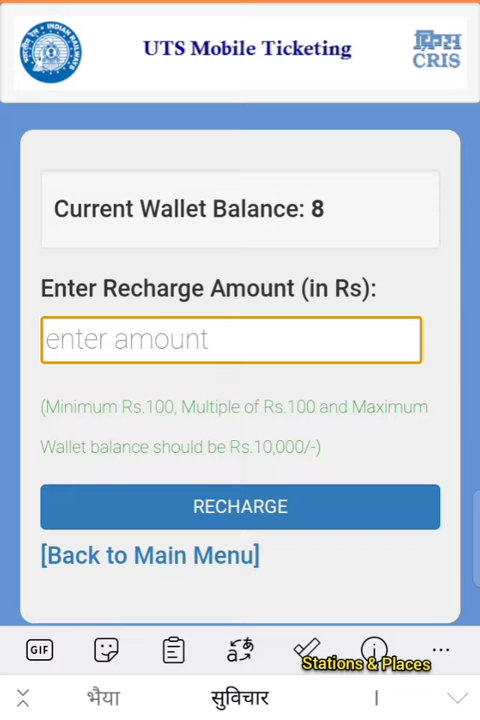 UTS Mobile Ticketing
क्रिस
CRIS
Current Wallet Balance: 8
Enter Recharge Amount (in Rs):
enter amount
(Minimum Rs.100, Multiple of Rs.100 and Maximum
Wallet balance should be Rs.10,000/-)
RECHARGE
[Back to Main Menu]
GIF
Stations & Places
भैया
सुविचार
।